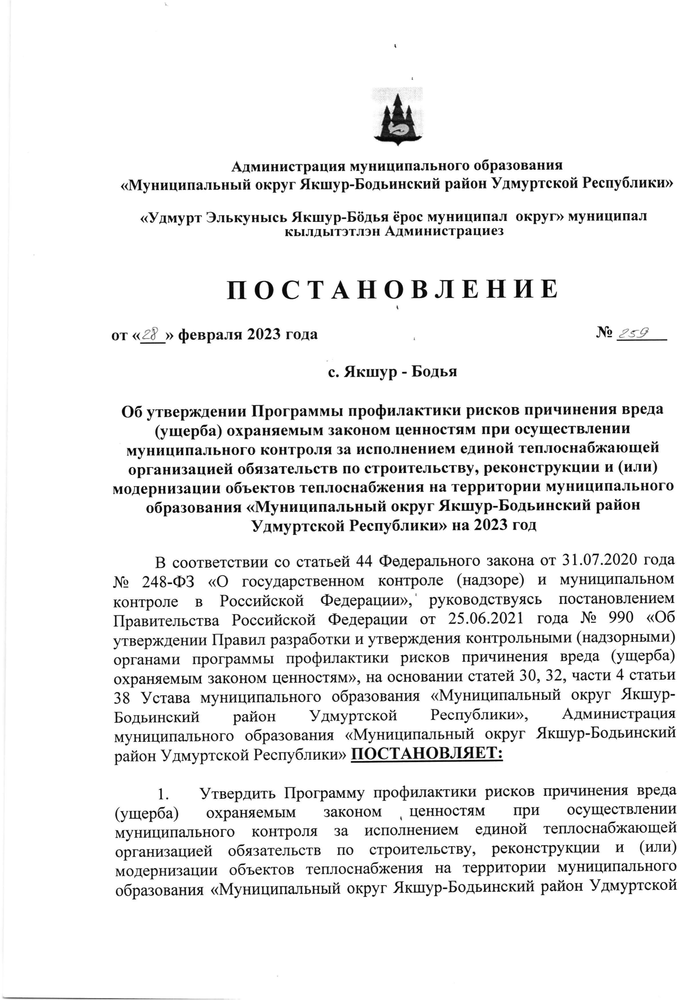 Администрация муниципального образования
«Муниципальный округ Якшур-Бодьинский район Удмуртской Республики»
«Удмурт Элькунысь Якшур-Бӧдья ёрос муниципал округ» муниципал
кылдытэтлэн Администрациез
ПОСТАНОВЛЕНИЕ
от «28» февраля 2023 года № 259
с. Якшур - Бодья
Об утверждении Программы профилактики рисков причинения вреда
(ущерба) охраняемым законом ценностям при осуществлении
муниципального контроля за исполнением единой теплоснабжающей
организацией обязательств по строительству, реконструкции и (или)
модернизации объектов теплоснабжения на территории муниципального
образования «Муниципальный округ Якшур-Бодьинский район
Удмуртской Республики» на 2023 год
В соответствии со статьей 44 Федерального закона от 31.07.2020 года
№ 248-ФЗ «О государственном контроле (надзоре) и муниципальном
контроле в Российской Федерации», руководствуясь постановлением
Правительства Российской Федерации от 25.06.2021 года № 990 «Об
утверждении Правил разработки и утверждения контрольными (надзорными)
органами программы профилактики рисков причинения вреда (ущерба)
охраняемым законом ценностям», на основании статей 30, 32, части 4 статьи
38 Устава муниципального образования «Муниципальный округ Якшур-
Бодьинский район Удмуртской Республики», Администрация
муниципального образования «Муниципальный округ Якшур-Бодьинский
район Удмуртской Республики» ПОСТАНОВЛЯЕТ:
1. Утвердить Программу профилактики рисков причинения вреда
(ущерба) охраняемым законом ценностям при осуществлении
муниципального контроля за исполнением единой теплоснабжающей
организацией обязательств по строительству, реконструкции и (или)
модернизации объектов теплоснабжения на территории муниципального
образования «Муниципальный округ Якшур-Бодьинский район Удмуртской